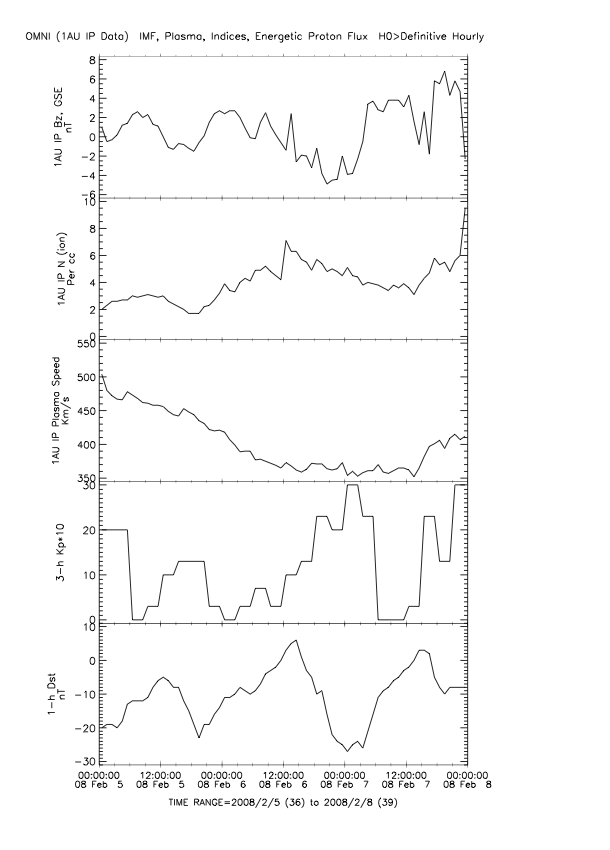 OMNI (1AU IP Data)  IMF, Plasma, Indices, Energetic Proton Flux  H0>Definitive Hourly
1AU IP Bz, GSE
nT
8
6
4
2
0
−2
−4
−6
1AU IP N (ion)
Per cc
10
8
6
4
2
0
1AU IP Plasma Speed
Km/s
550
500
450
400
350
3−h Kp*10
30
20
10
0
1−h Dst
nT
10
0
−10
−20
−30
00:00:00 12:00:00 00:00:00 12:00:00 00:00:00 12:00:00 00:00:00
08 Feb 5 08 Feb 5 08 Feb 6 08 Feb 6 08 Feb 7 08 Feb 7 08 Feb 8
TIME RANGE=2008/2/5 (36) to 2008/2/8 (39)